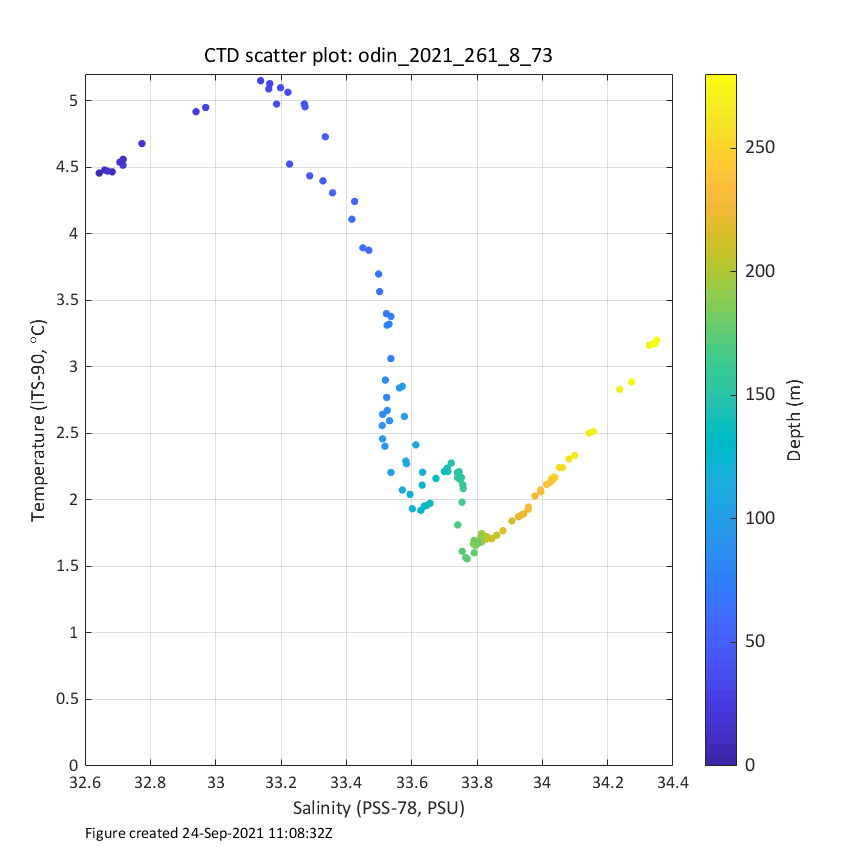 CTD scatter plot: odin_2021_261_8_73
5
4.5
4
3.5
3
2.5
2
1.5
1
0.5
0
Temperature (ITS-90, °C)
32.6 32.8 33 33.2 33.4 33.6 33.8 34 34.2 34.4
Salinity (PSS-78, PSU)
250
200
150
100
50
0
Depth (m)
Figure created 24-Sep-2021 11:08:32Z